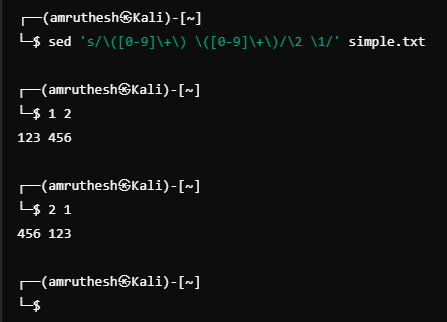 ┌──(amruthesh㉿Kali)-[~]
└─$ sed 's/\([0-9]\+\) \([0-9]\+\)/\2 \1/' simple.txt
┌──(amruthesh㉿Kali)-[~]
└─$ 1 2
123 456
┌──(amruthesh㉿Kali)-[~]
└─$ 2 1
456 123
┌──(amruthesh㉿Kali)-[~]
└─$